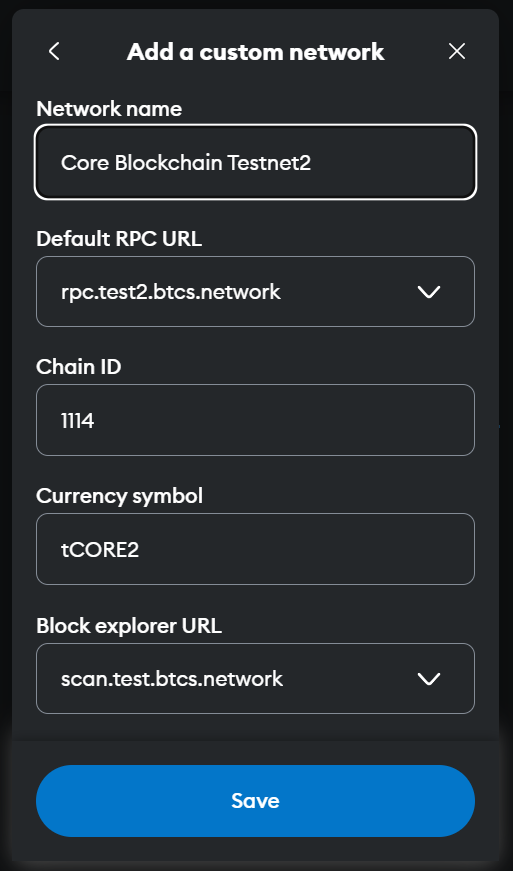 Add a custom network
Network name
Core Blockchain Testnet2
Default RPC URL
rpc.test2.btcs.network
Chain ID
1114
Currency symbol
tCORE2
Block explorer URL
scan.test.btcs.network
Save